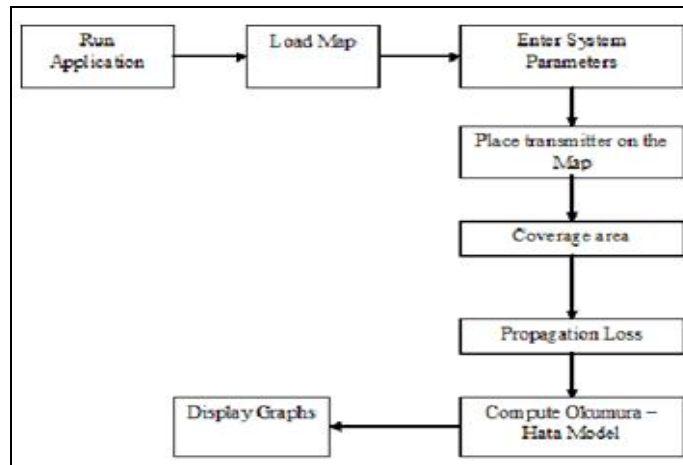 Run
Application
Load Map
Enter System
Parameters
Place transmitter on the
Map
Coverage area
Propagation Loss
Compute Okumura –
Hata Model
Display Graphs